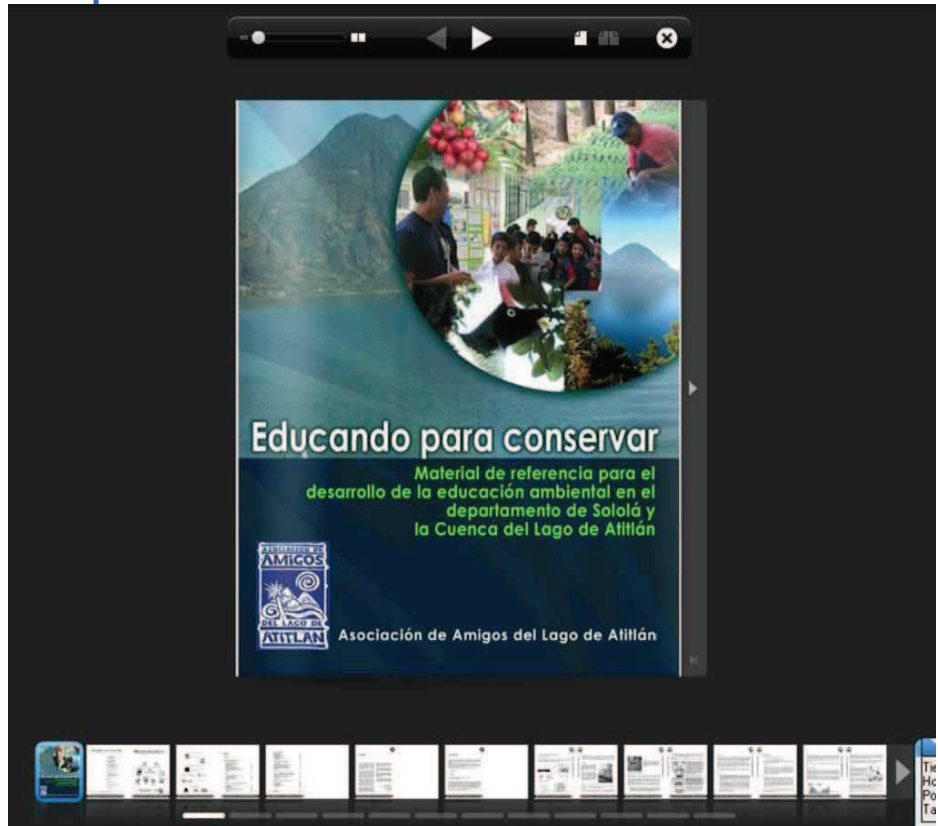 Educando para conservar
Material de referencia para el
desarrollo de la educación ambiental en el
departamento de Sololá y
la Cuenca del Lago de Atitlán
ASOCIACION DE
AMIGOS
DEL LAGO DE
ATITLAN
Asociación de Amigos del Lago de Atitlán